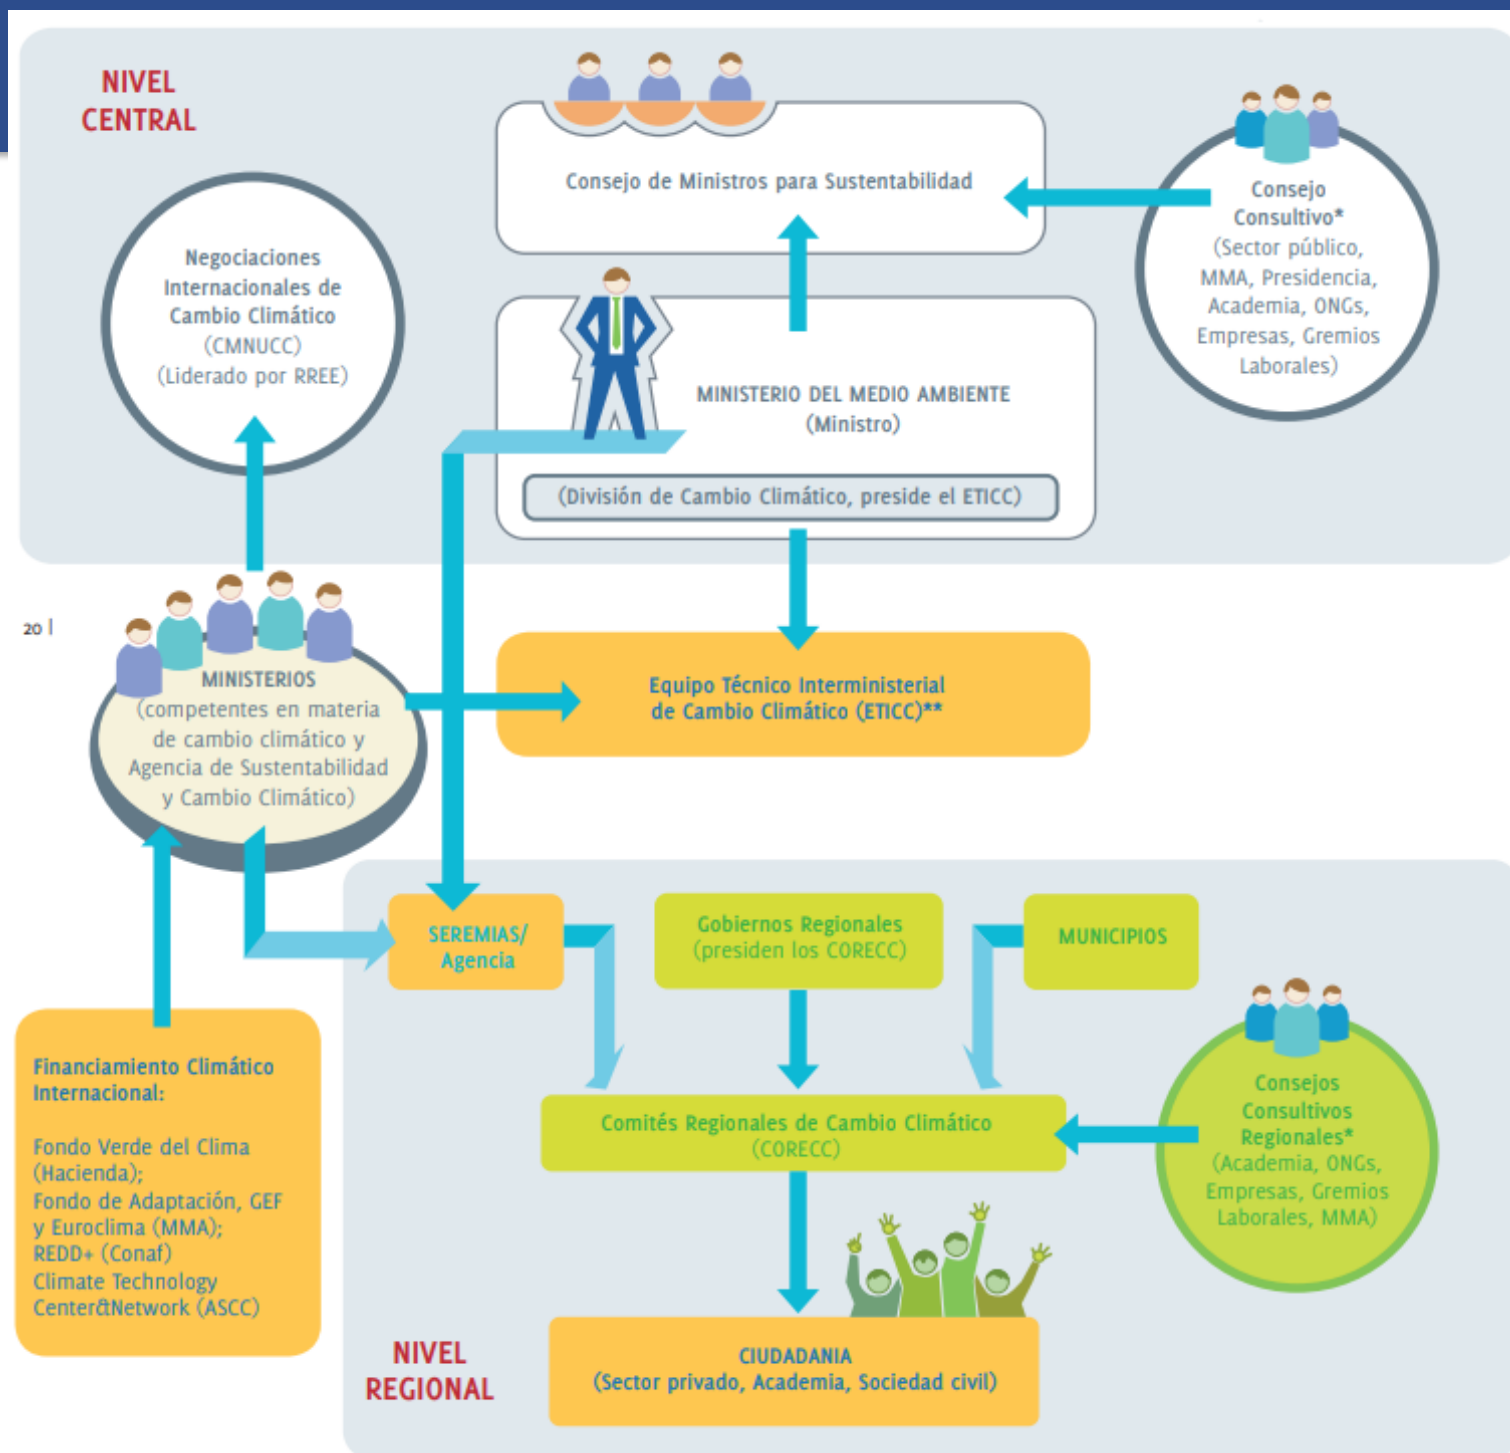 NIVEL
CENTRAL
Consejo de Ministros para Sustentabilidad
Consejo
Consultivo*
(Sector público,
MMA, Presidencia,
Academia, ONGs,
Empresas, Gremios
Laborales)
Negociaciones
Internacionales de
Cambio Climático
(CMNUCC)
(Liderado por RREE)
MINISTERIO DEL MEDIO AMBIENTE
(Ministro)
(División de Cambio Climático, preside el ETICC)
20 |
MINISTERIOS
(competentes en materia
de cambio climático y
Agencia de Sustentabilidad
y Cambio Climático)
Equipo Técnico Interministerial
de Cambio Climático (ETICC)**
SEREMIAS/
Agencia
Gobiernos Regionales
(presiden los CORECC)
MUNICIPIOS
Financiamiento Climático
Internacional:
Fondo Verde del Clima
(Hacienda);
Fondo de Adaptación, GEF
y Euroclima (MMA);
REDD+ (Conaf)
Climate Technology
Center&Network (ASCC)
Comités Regionales de Cambio Climático
(CORECC)
Consejos
Consultivos
Regionales*
(Academia, ONGs,
Empresas, Gremios
Laborales, MMA)
NIVEL
REGIONAL
CIUDADANIA
(Sector privado, Academia, Sociedad civil)